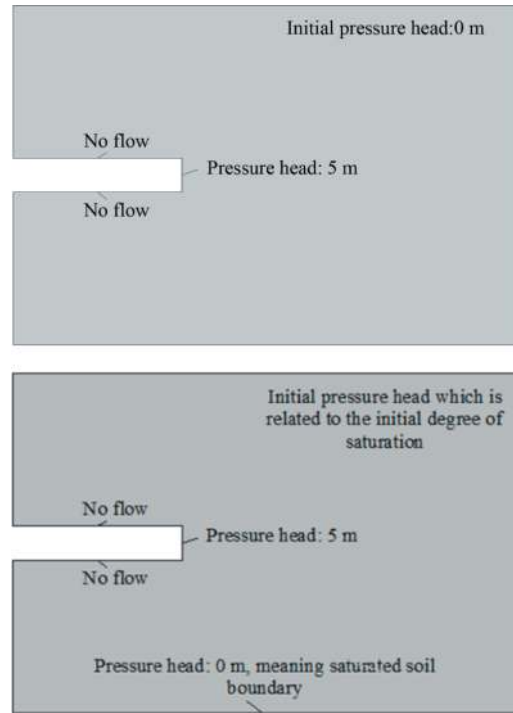 Initial pressure head:0 m
No flow
Pressure head: 5 m
No flow
Initial pressure head which is
related to the initial degree of
saturation
No flow
Pressure head: 5 m
No flow
Pressure head: 0 m, meaning saturated soil
boundary